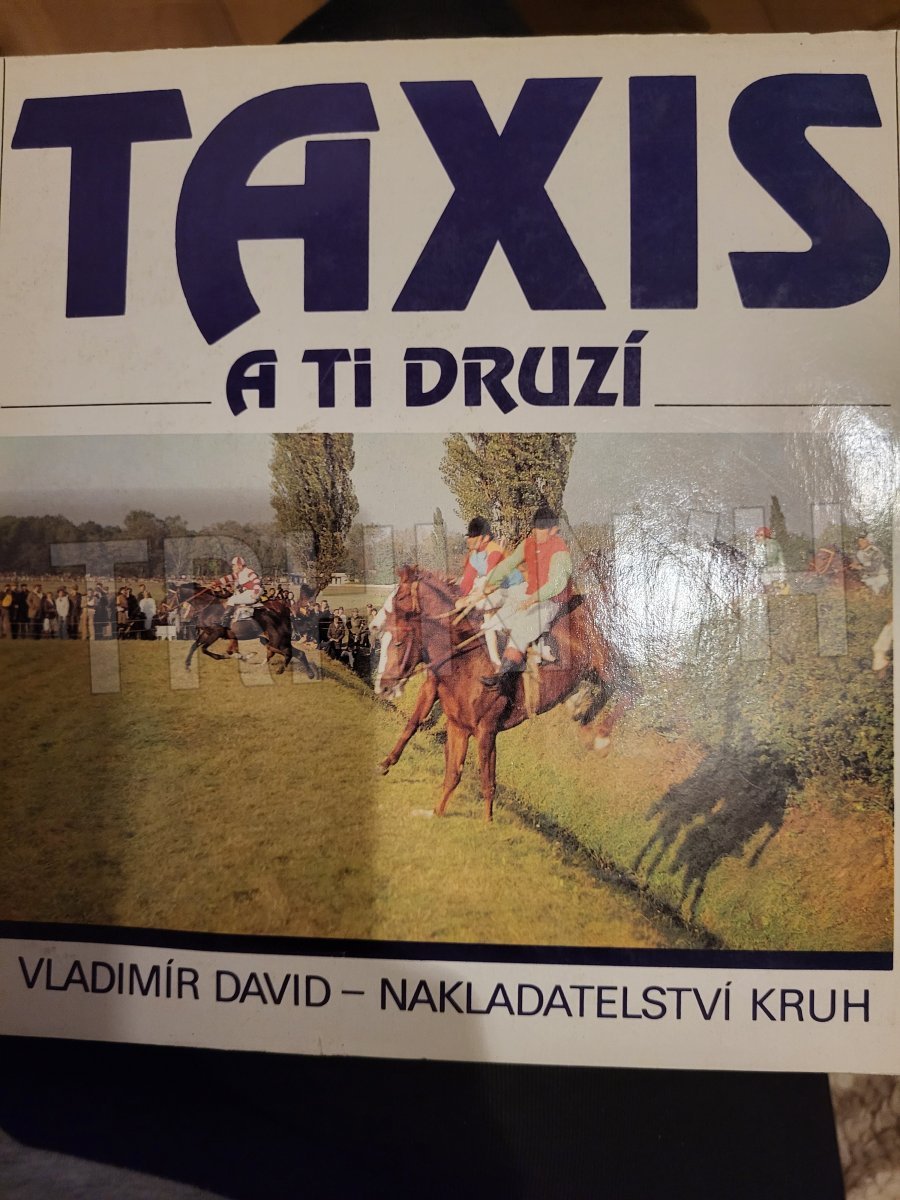 TAXIS
A TI DRUZÍ
VLADIMÍR DAVID – NAKLADATELSTVÍ KRUH